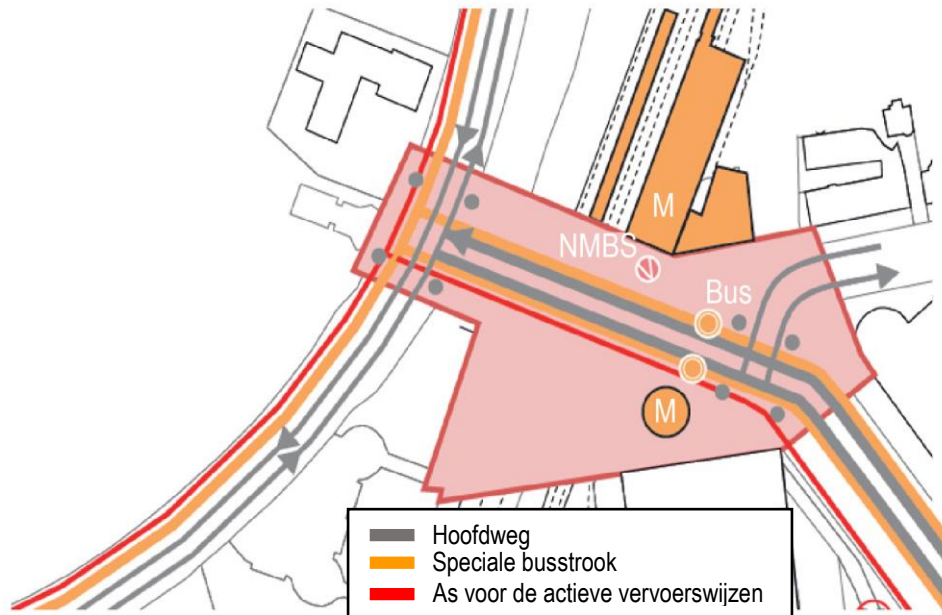 M
NMBS
Bus
M
Hoofdweg
Speciale busstrook
As voor de actieve vervoerswijzen